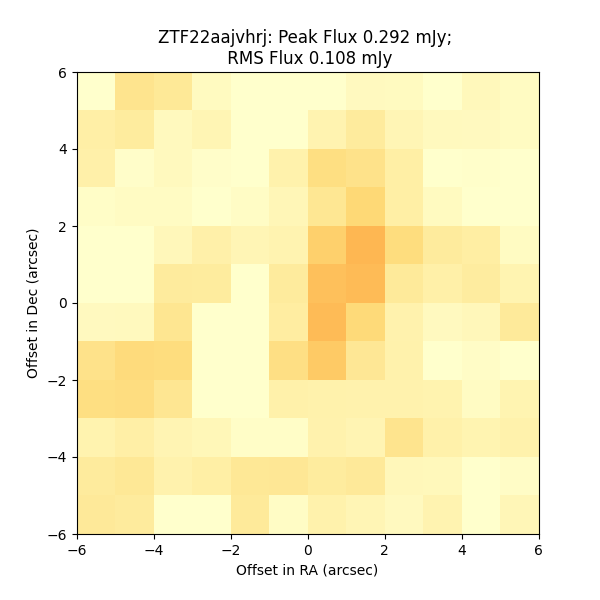 ZTF22aajvhrj: Peak Flux 0.292 mJy;
RMS Flux 0.108 mJy
6
4
2
0
−2
−4
−6
Offset in Dec (arcsec)
−6 −4 −2 0 2 4 6
Offset in RA (arcsec)